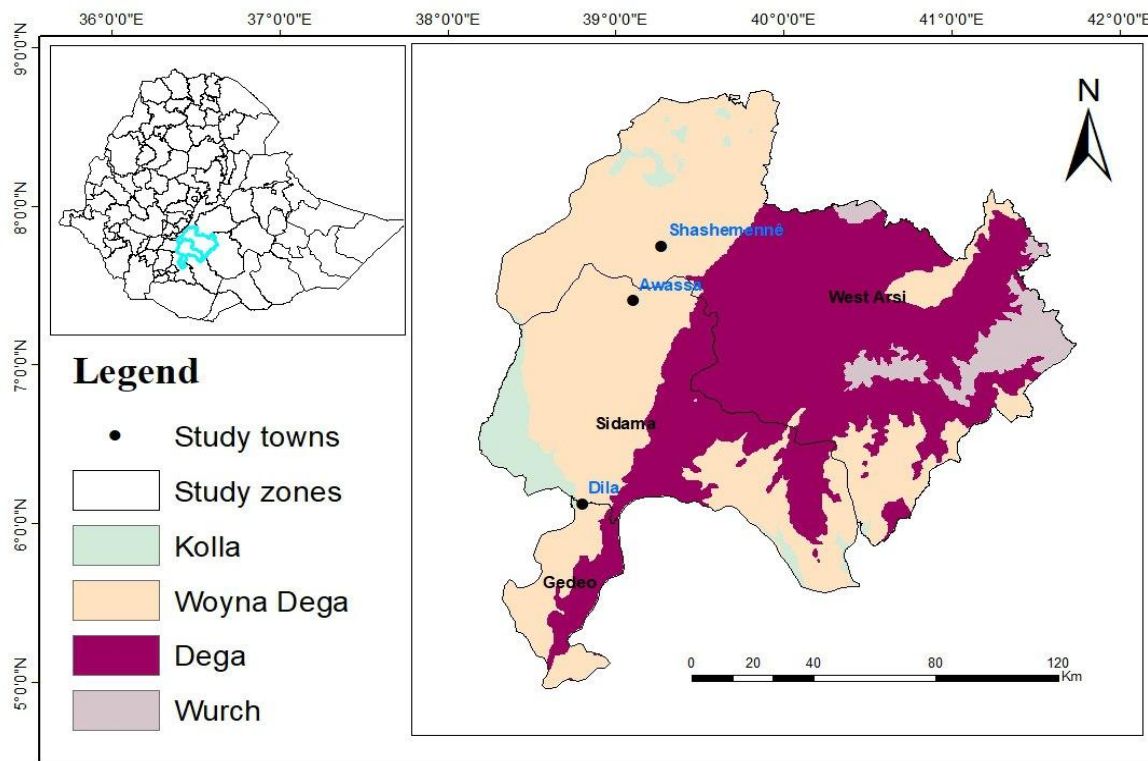 36°0'0"E 37°0'0"E 38°0'0"E 39°0'0"E 40°0'0"E 41°0'0"E 42°0'0"E
9°0'0"N
8°0'0"N
7°0'0"N
6°0'0"N
5°0'0"N
N
Shashemennê
Awassa
West Arsi
Sidama
Dila
Gedeo
Legend
Study towns
Study zones
Kolla
Woyna Dega
Dega
Wurch
0 20 40 80 120
Km